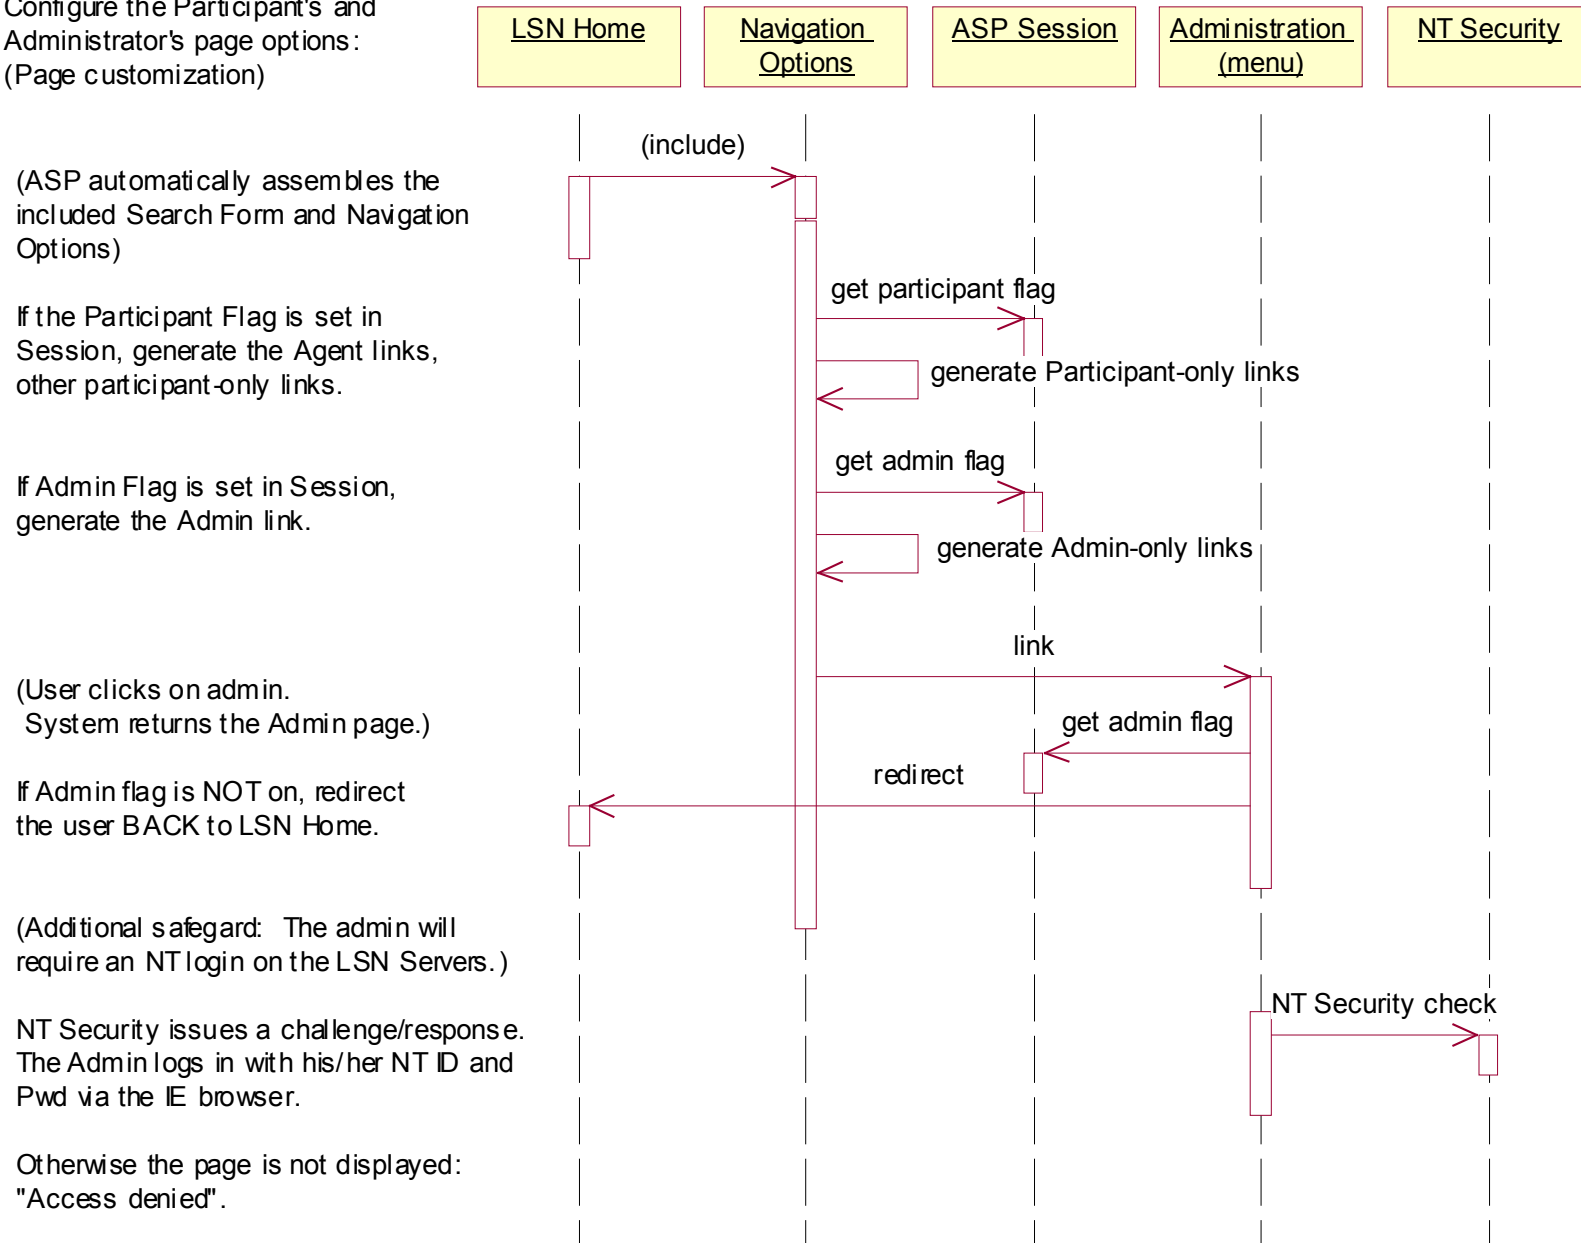 Configure the Participant's and
Administrator's page options:
(Page customization)
LSN Home
Navigation
Options
ASP Session
Administration
(menu)
NT Security
(include)
(ASP automatically assembles the
included Search Form and Navigation
Options)
get participant flag
If the Participant Flag is set in
Session, generate the Agent links,
other participant-only links.
generate Participant-only links
get admin flag
If Admin Flag is set in Session,
generate the Admin link.
generate Admin-only links
link
(User clicks on admin.
System returns the Admin page.)
get admin flag
redirect
If Admin flag is NOT on, redirect
the user BACK to LSN Home.
(Additional safegard: The admin will
require an NT login on the LSN Servers.)
NT Security check
NT Security issues a challenge/response.
The Admin logs in with his/her NT ID and
Pwd via the IE browser.
Otherwise the page is not displayed:
"Access denied".